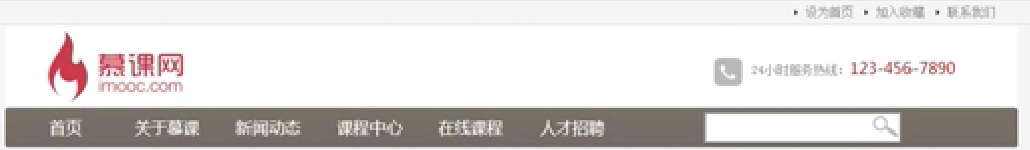 设为首页 加入收藏 联系我们
慕课网
imooc.com
24小时服务热线：123-456-7890
首页 关于慕课 新闻动态 课程中心 在线课程 人才招聘